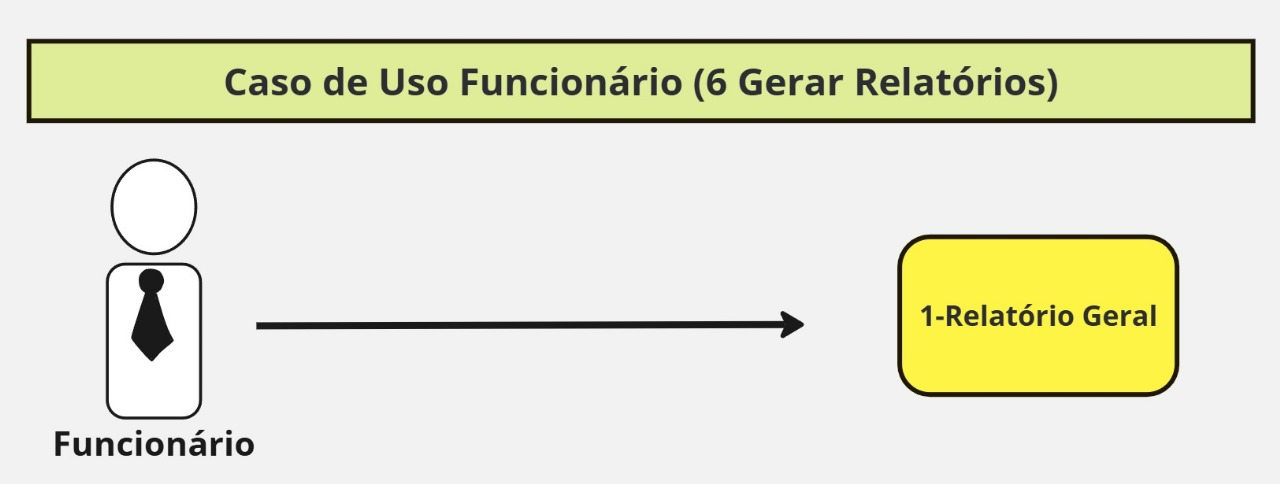 Caso de Uso Funcionário (6 Gerar Relatórios)
1-Relatório Geral
Funcionário